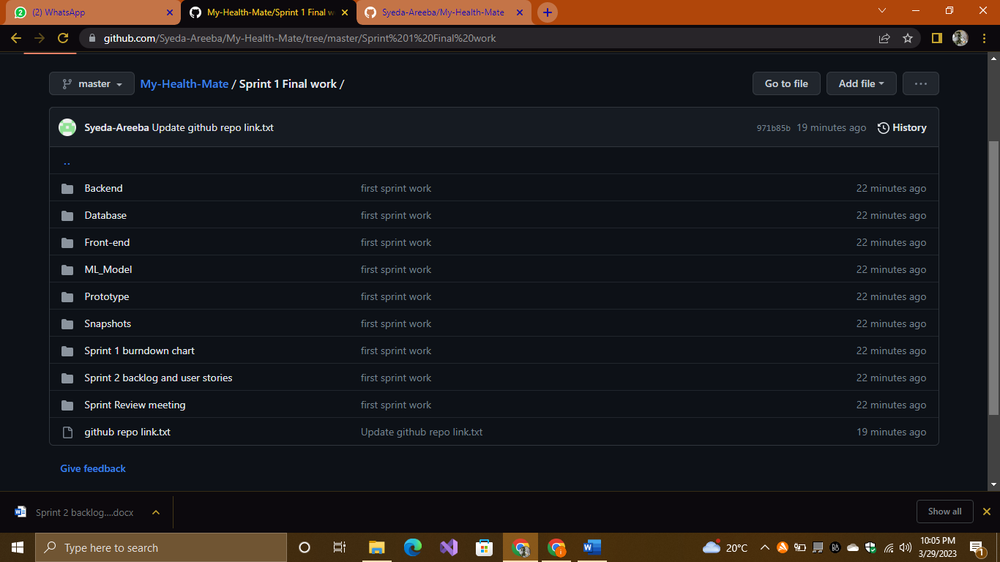 2 (2) WhatsApp
My-Health-Mate/Sprint 1 Final w
Syeda-Areeba/My-Health-Mate
github.com/Syeda-Areeba/My-Health-Mate/tree/master/Sprint%201%20Final%20work
master My-Health-Mate / Sprint 1 Final work / Go to file Add file ...
Syeda-Areeba Update github repo link.txt 971b85b 19 minutes ago History
..
Backend first sprint work 22 minutes ago
Database first sprint work 22 minutes ago
Front-end first sprint work 22 minutes ago
ML_Model first sprint work 22 minutes ago
Prototype first sprint work 22 minutes ago
Snapshots first sprint work 22 minutes ago
Sprint 1 burndown chart first sprint work 22 minutes ago
Sprint 2 backlog and user stories first sprint work 22 minutes ago
Sprint Review meeting first sprint work 22 minutes ago
github repo link.txt Update github repo link.txt 19 minutes ago
Give feedback
Sprint 2 backlog....docx Show all
Type here to search 20°C 10:05 PM
3/29/2023 1